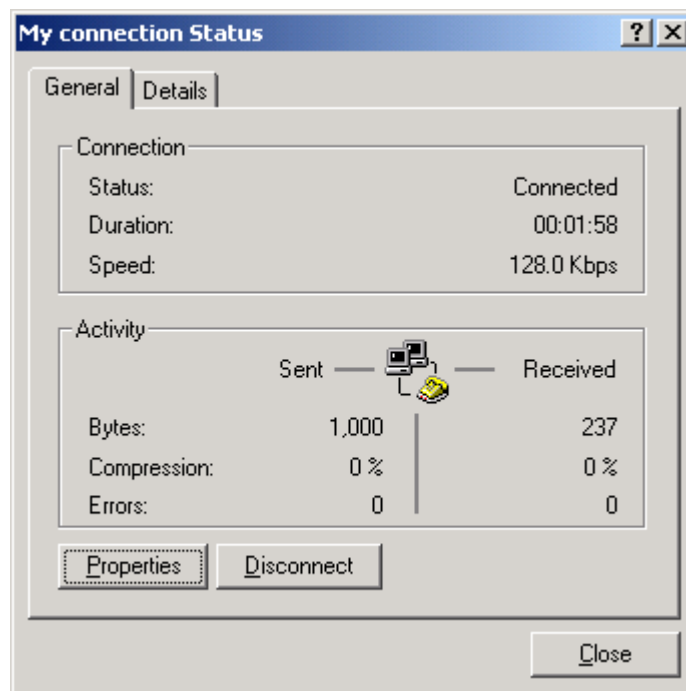 My connection Status
General Details
Connection
Status: Connected
Duration: 00:01:58
Speed: 128.0 Kbps
Activity
Sent Received
Bytes: 1,000 237
Compression: 0 % 0 %
Errors: 0 0
Properties Disconnect
Close